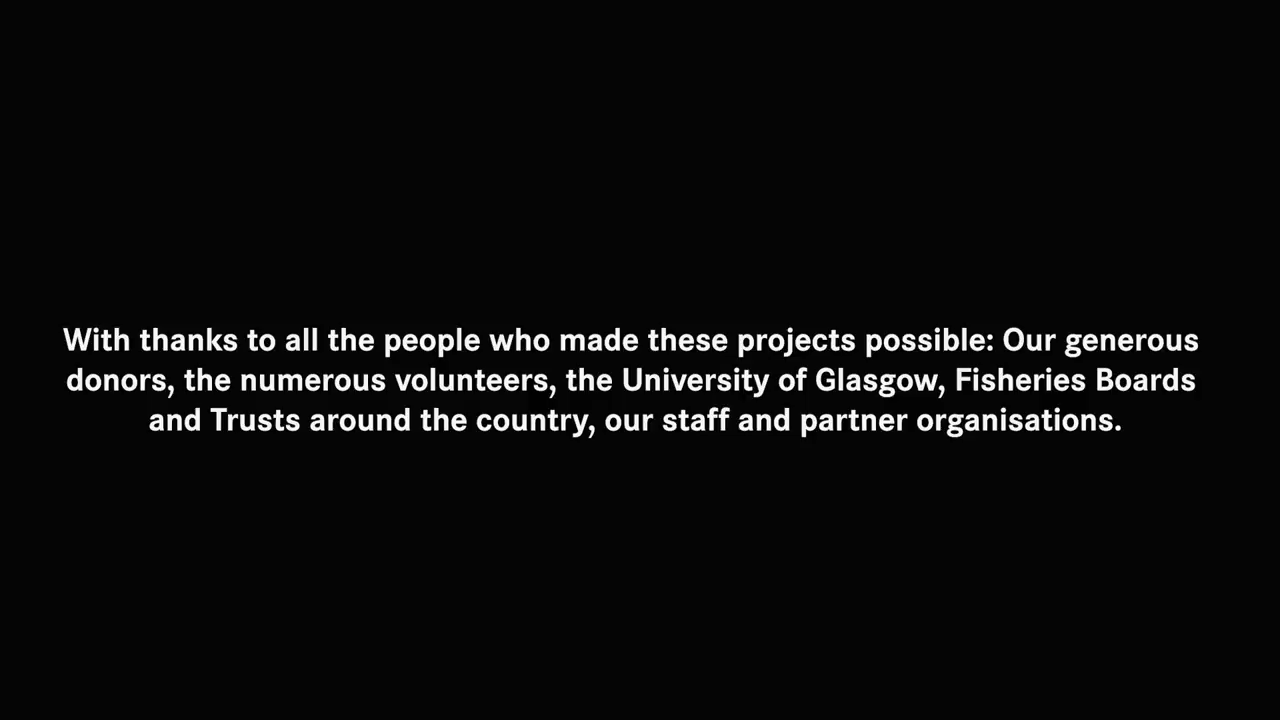 With thanks to all the people who made these projects possible: Our generous
donors, the numerous volunteers, the University of Glasgow, Fisheries Boards
and Trusts around the country, our staff and partner organisations.